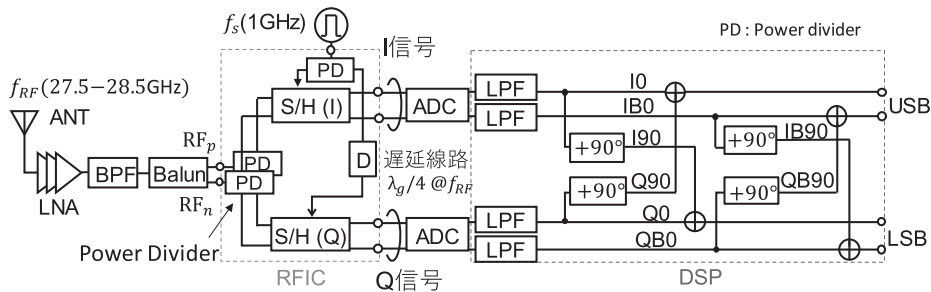 f_s(1GHz)
PD : Power divider
I信号
f_RF(27.5−28.5GHz)
ANT
LNA
BPF
Balun
RF_p
RF_n
PD
PD
Power Divider
PD
S/H (I)
D
S/H (Q)
RFIC
遅延線路
λ_g/4 @f_RF
ADC
ADC
Q信号
LPF
LPF
LPF
LPF
I0
IB0
+90°
I90
+90°
Q90
Q0
QB0
+90°
IB90
+90°
QB90
USB
LSB
DSP